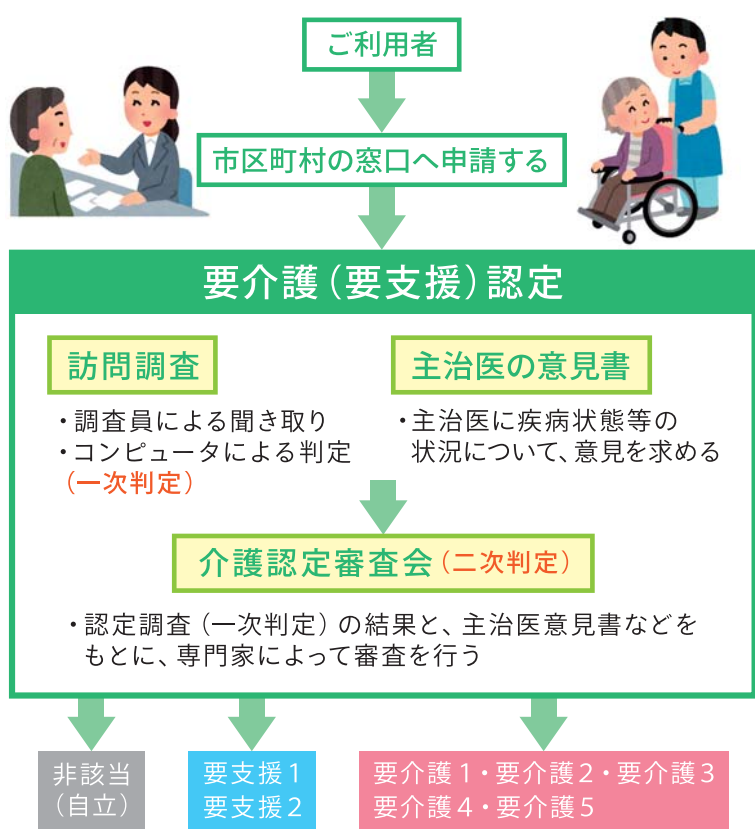 ご利用者
市区町村の窓口へ申請する
要介護（要支援）認定
訪問調査
・調査員による聞き取り
・コンピュータによる判定
（一次判定）
主治医の意見書
・主治医に疾病状態等の
状況について、意見を求める
介護認定審査会（二次判定）
・認定調査（一次判定）の結果と、主治医意見書などを
もとに、専門家によって審査を行う
非該当
（自立）
要支援1
要支援2
要介護1・要介護2・要介護3
要介護4・要介護5